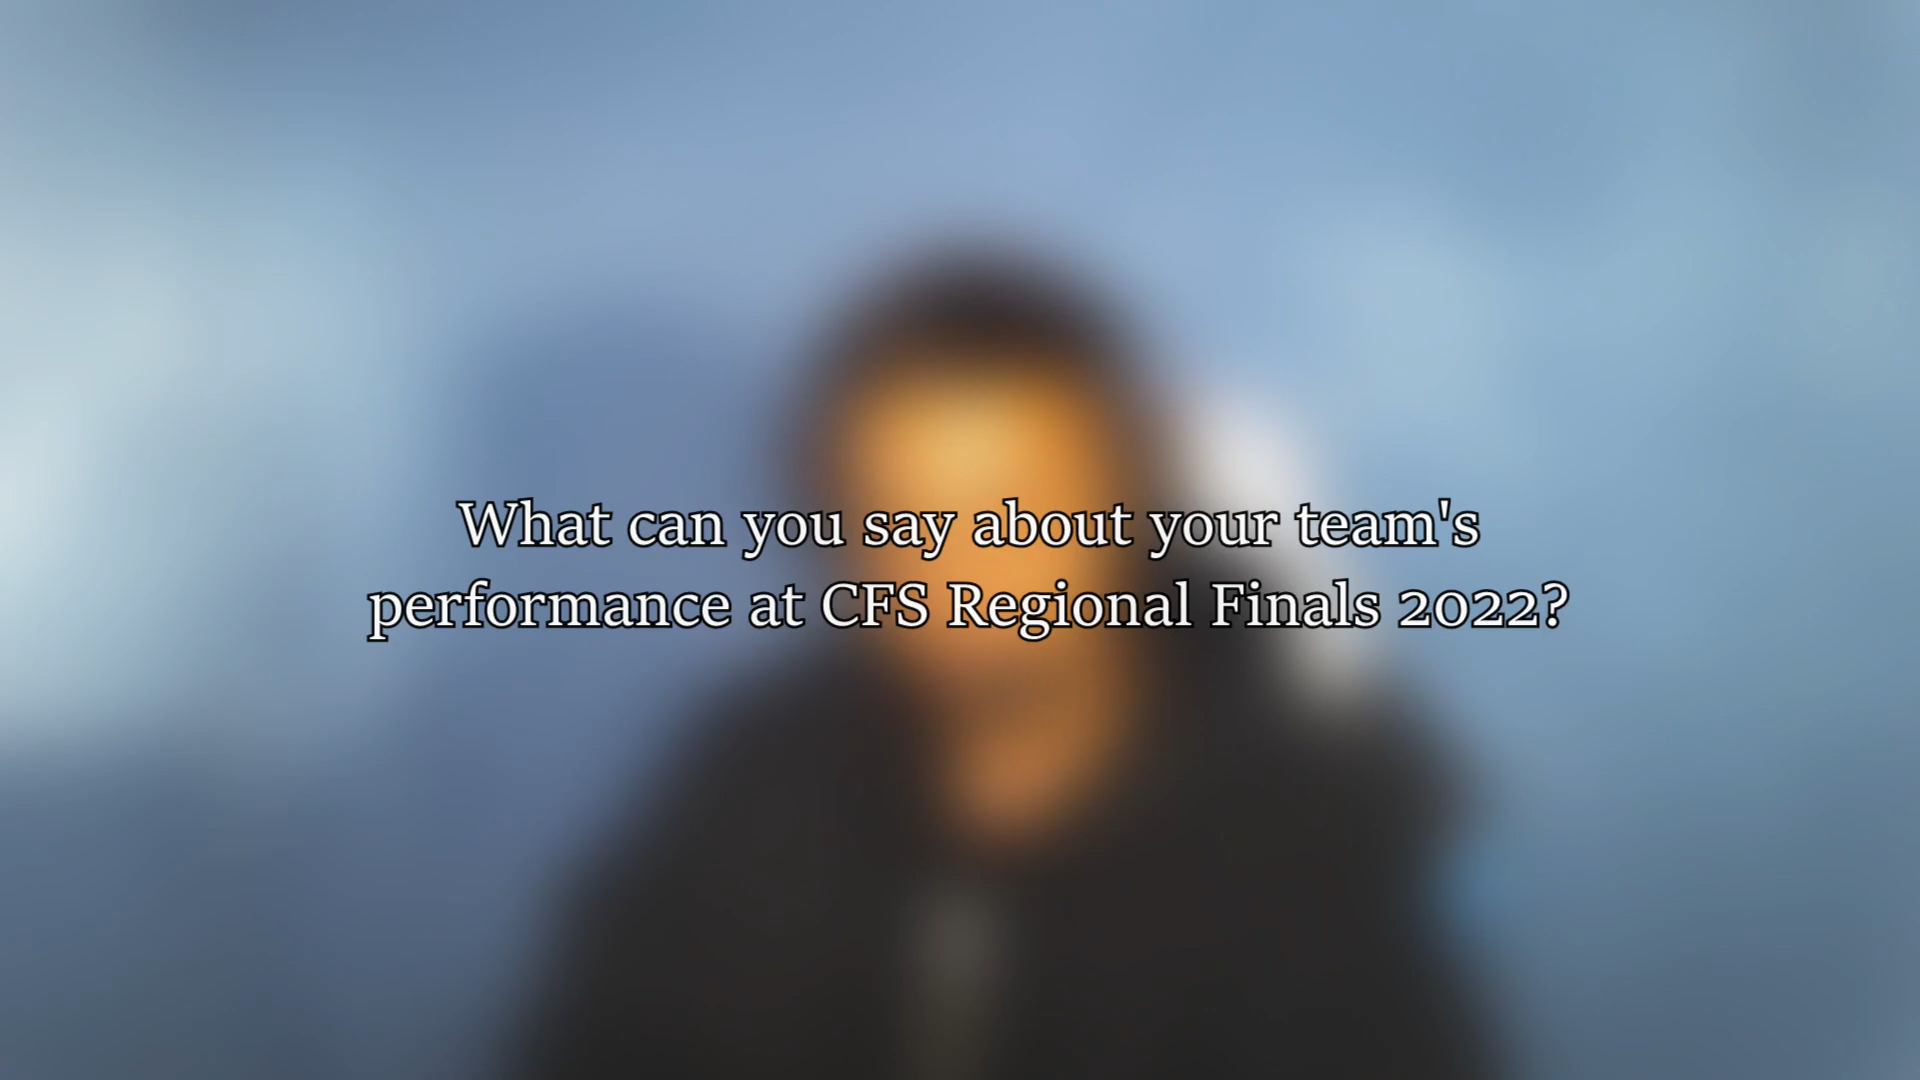 What can you say about your team's
performance at CFS Regional Finals 2022?